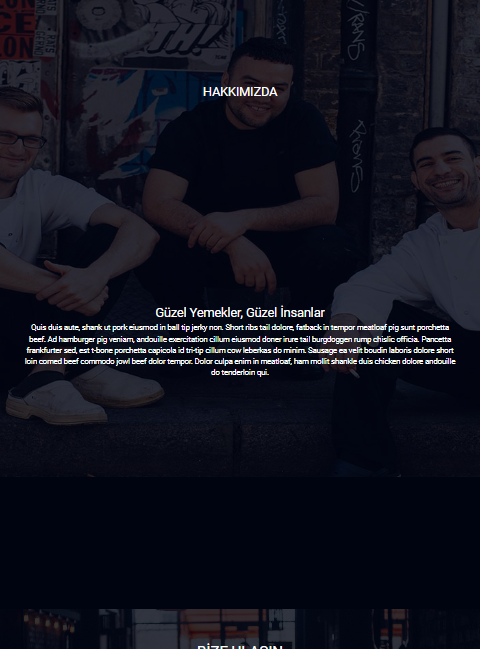 HAKKIMIZDA
Güzel Yemekler, Güzel İnsanlar
Quis duis aute, shank ut pork eiusmod in ball tip jerky non. Short ribs tail dolore, fatback in tempor meatloaf pig sunt porchetta
beef. Ad hamburger pig veniam, andouille exercitation cillum eiusmod doner irure tail burgdoggen rump chislic officia. Pancetta
frankfurter sed, est t-bone porchetta capicola id tri-tip cillum cow leberkas do minim. Sausage ea velit boudin laboris dolore short
loin corned beef commodo jowl beef dolor tempor. Dolor culpa enim in meatloaf, ham mollit shankle duis chicken dolore andouille
do tenderloin qui.
BİZE ULAŞIN